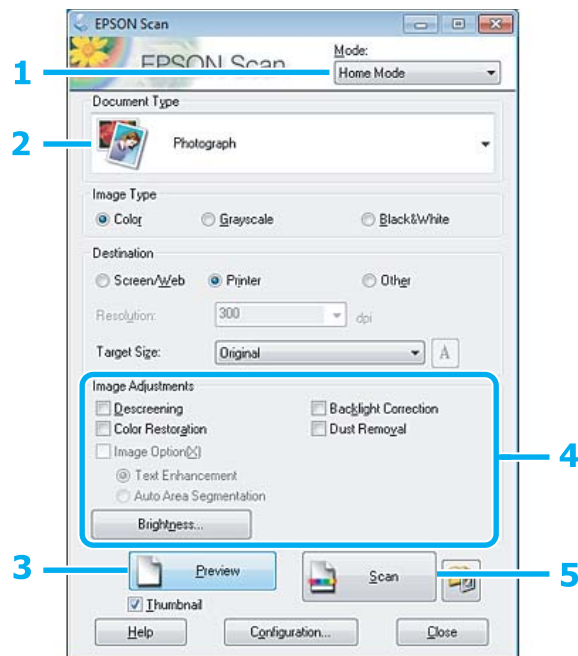 EPSON Scan
EPSON Scan
Mode:
1
Home Mode
Document Type
2
Photograph
Image Type
Color Grayscale Black&White
Destination
Screen/Web Printer Other
Resolution: 300 dpi
Target Size: Original A
Image Adjustments
Descreening Backlight Correction
Color Restoration Dust Removal
Image Option(X)
4
Text Enhancement
Auto Area Segmentation
Brightness...
3 Preview Scan 5
Thumbnail
Help Configuration... Close